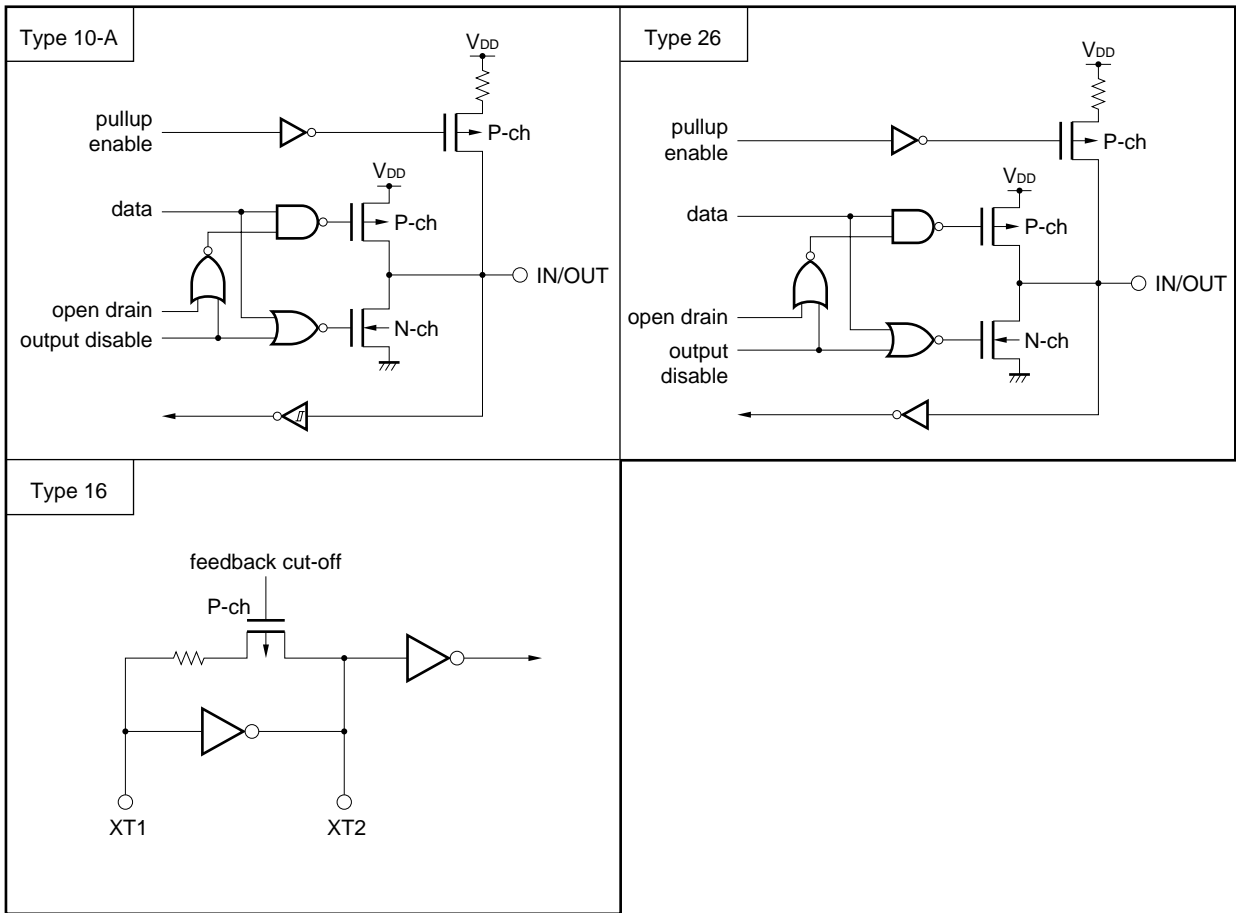 Type 10-A
VDD
pullup
enable
P-ch
VDD
data
P-ch
IN/OUT
open drain
output disable
N-ch
Type 26
VDD
pullup
enable
P-ch
VDD
data
P-ch
IN/OUT
open drain
output
disable
N-ch
Type 16
feedback cut-off
P-ch
XT1
XT2